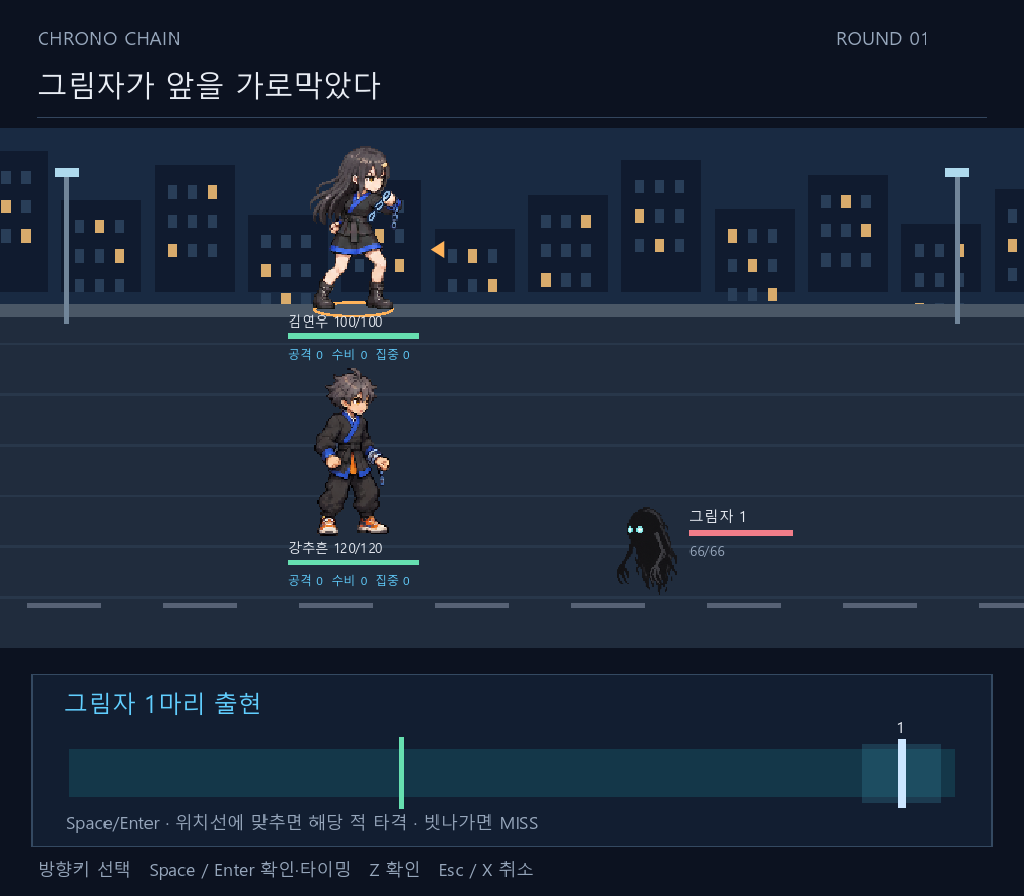 CHRONO CHAIN
ROUND 01
그림자가 앞을 가로막았다
김연우 100/100
공격 0 수비 0 집중 0
강추흔 120/120
공격 0 수비 0 집중 0
그림자 1
66/66
그림자 1마리 출현
1
Space/Enter · 위치선에 맞추면 해당 적 타격 · 빗나가면 MISS
방향키 선택 Space / Enter 확인·타이밍 Z 확인 Esc / X 취소